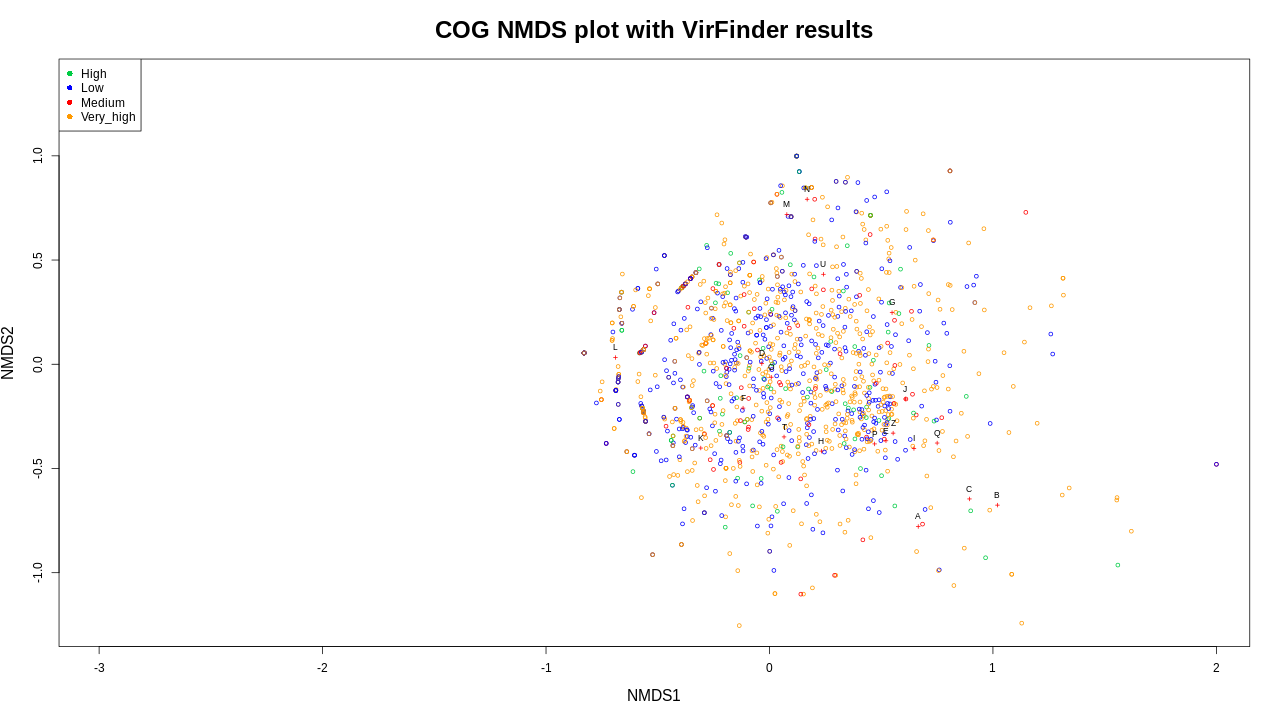 COG NMDS plot with VirFinder results
High
Low
Medium
Very_high
NMDS2
1.0
0.5
0.0
-0.5
-1.0
N
M
U
G
L
D
O
J
F
Z
E
P
Q
T
K
H
I
C
B
A
-3
-2
-1
0
1
2
NMDS1